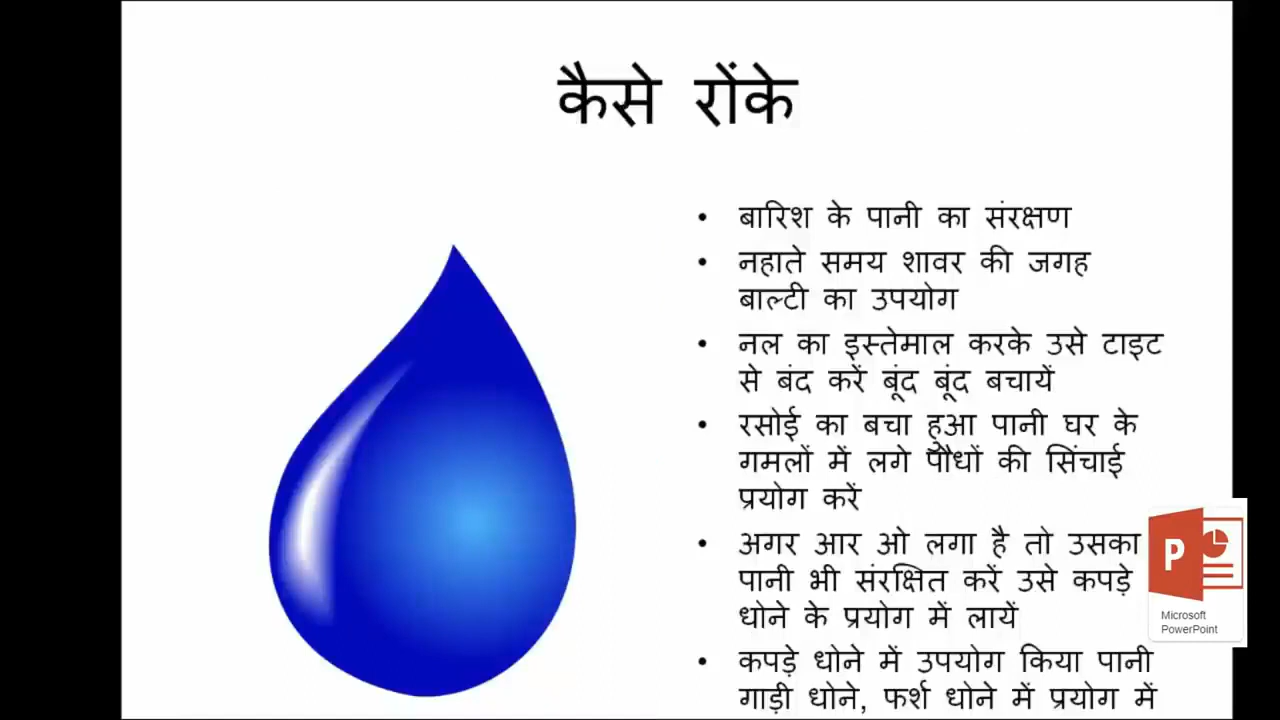 कैसे रोंके
• बारिश के पानी का संरक्षण
• नहाते समय शावर की जगह
बाल्टी का उपयोग
• नल का इस्तेमाल करके उसे टाइट
से बंद करें बूंद बूंद बचायें
• रसोई का बचा हुआ पानी घर के
गमलों में लगे पौधों की सिंचाई
प्रयोग करें
• अगर आर ओ लगा है तो उसका
पानी भी संरक्षित करें उसे कपड़े
धोने के प्रयोग में लायें
• कपड़े धोने में उपयोग किया पानी
गाड़ी धोने, फर्श धोने में प्रयोग में
P
Microsoft
PowerPoint